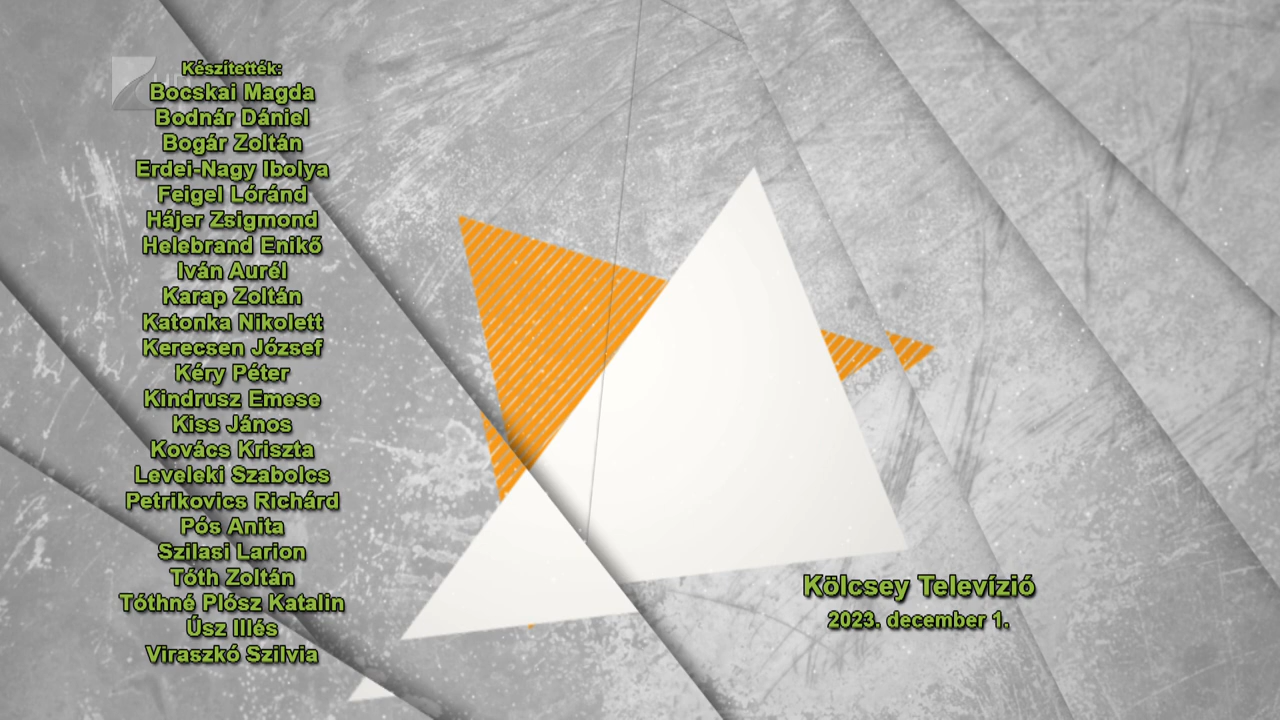 Készítették:
Bocskai Magda
Bodnár Dániel
Bogár Zoltán
Erdei-Nagy Ibolya
Feigel Lóránd
Hájer Zsigmond
Helebrand Enikő
Iván Aurél
Karap Zoltán
Katonka Nikolett
Kerecsen József
Kéry Péter
Kindrusz Emese
Kiss János
Kovács Kriszta
Leveleki Szabolcs
Petrikovics Richárd
Pós Anita
Szilasi Larion
Tóth Zoltán
Tóthné Plósz Katalin
Úsz Illés
Viraszkó Szilvia
Kölcsey Televízió
2023. december 1.